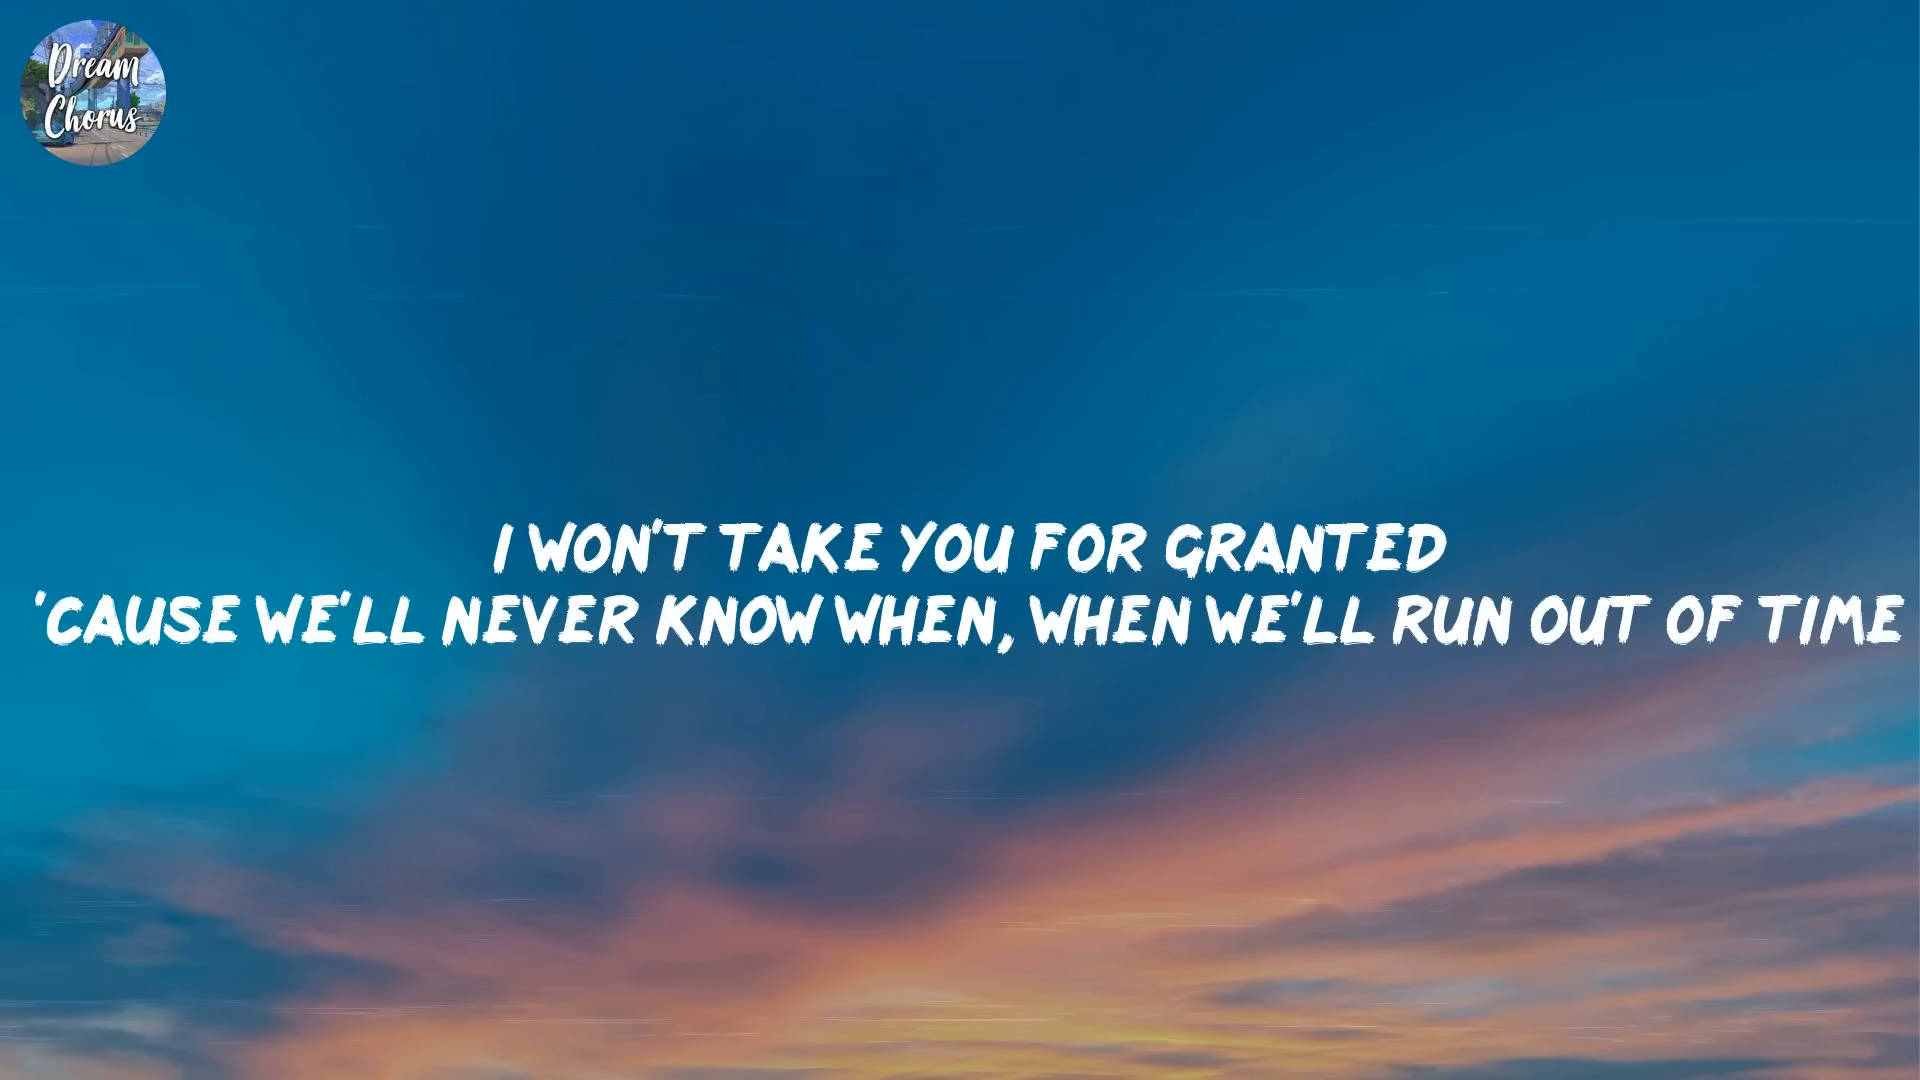 Dream
Chorus
I WON'T TAKE YOU FOR GRANTED
'CAUSE WE'LL NEVER KNOW WHEN, WHEN WE'LL RUN OUT OF TIME